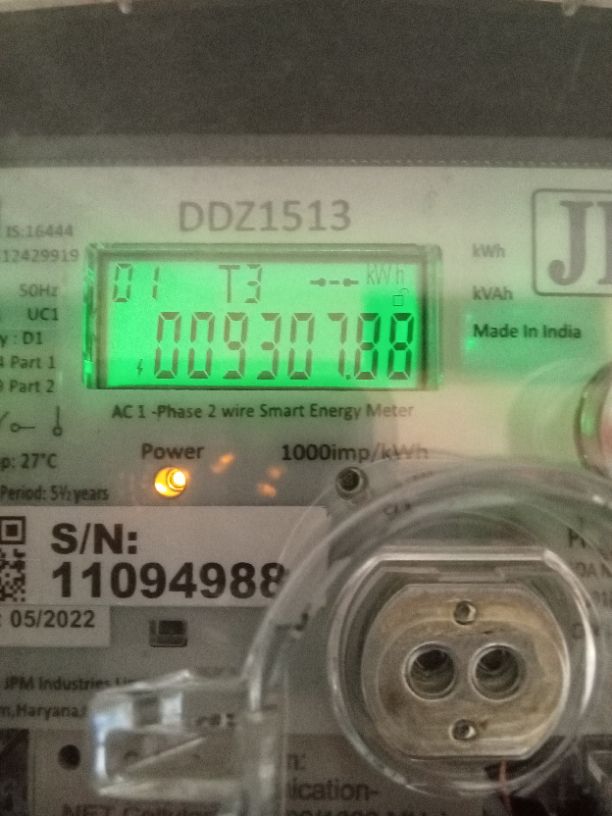 DDZ1513
IS:16444
12429919
50Hz
UC1
: D1
Part 1
Part 2
01 T3 kWh
009307.88
kWh
kVAh
Made In India
AC 1 -Phase 2 wire Smart Energy Meter
27°C
Period: 5½ years
Power
1000imp/kWh
S/N:
11094988
05/2022
JPM Industries
Haryana